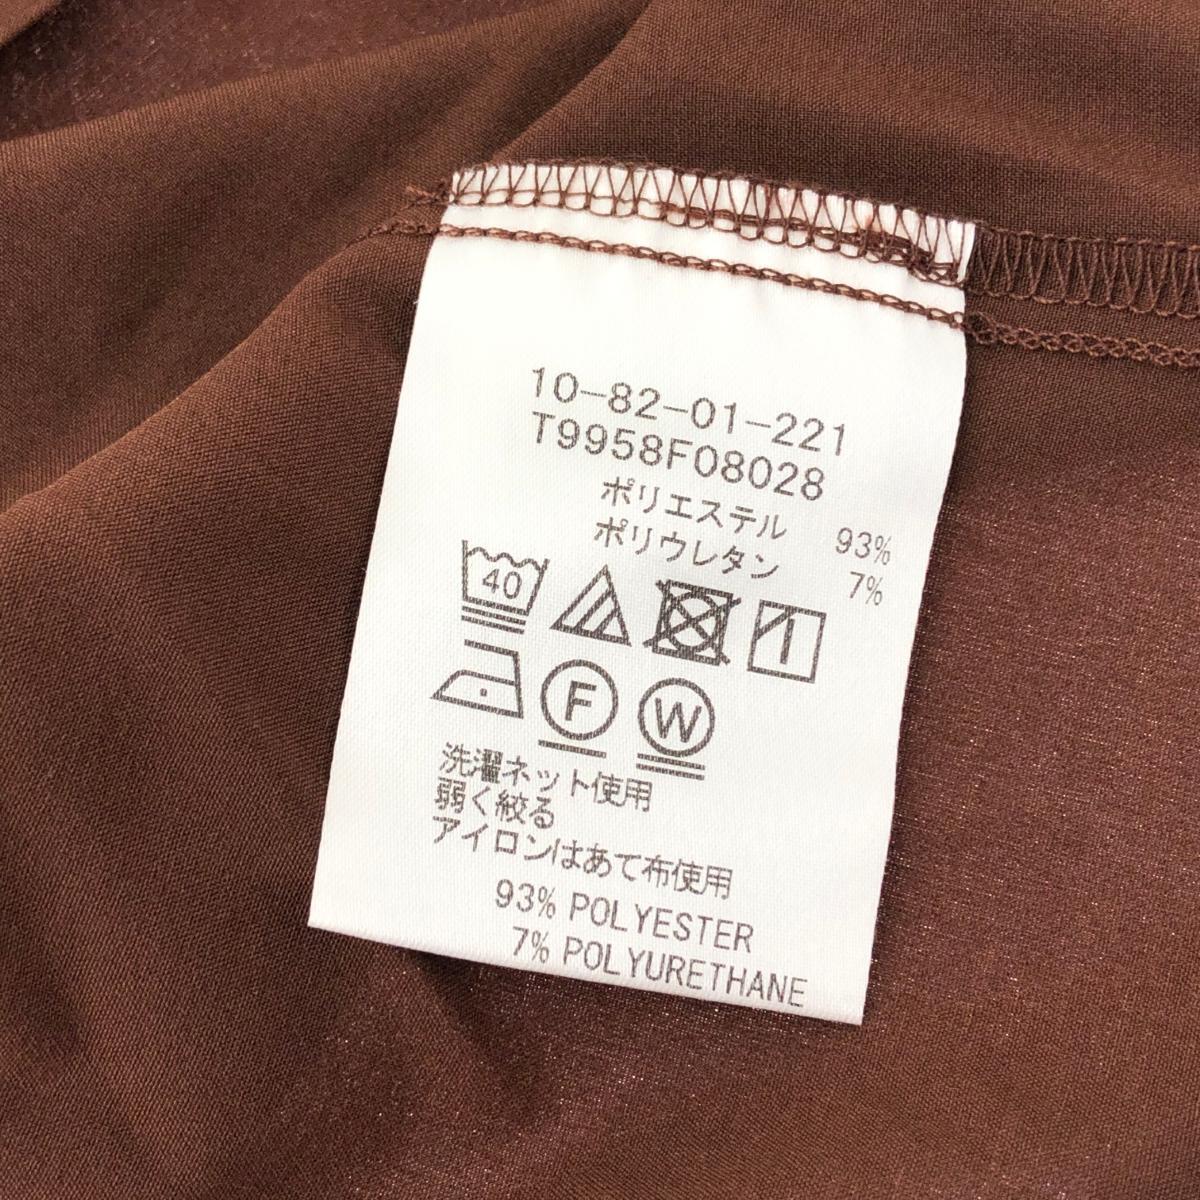 10-82-01-221
T9958F08028
ポリエステル 93%
ポリウレタン 7%
40
F W
洗濯ネット使用
弱く絞る
アイロンはあて布使用
93% POLYESTER
7% POLYURETHANE